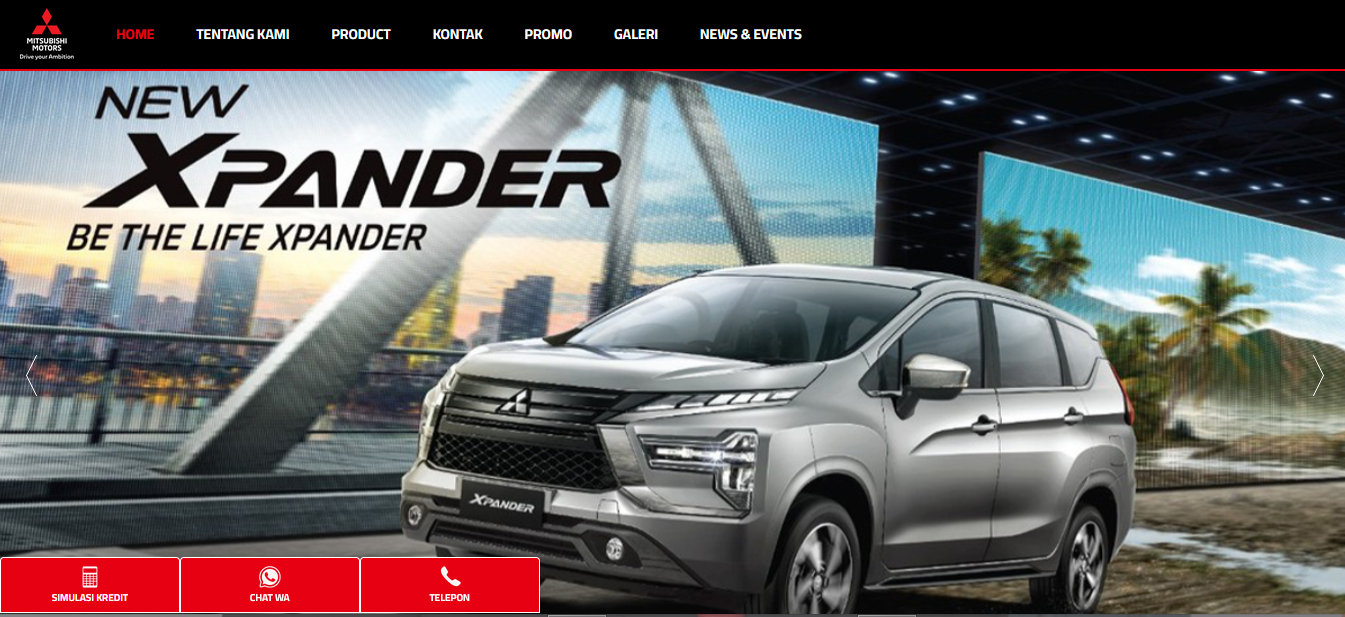 MITSUBISHI
MOTORS
Drive your Ambition
HOME
TENTANG KAMI
PRODUCT
KONTAK
PROMO
GALERI
NEWS & EVENTS
NEW
XPANDER
BE THE LIFE XPANDER
XPANDER
SIMULASI KREDIT
CHAT WA
TELEPON